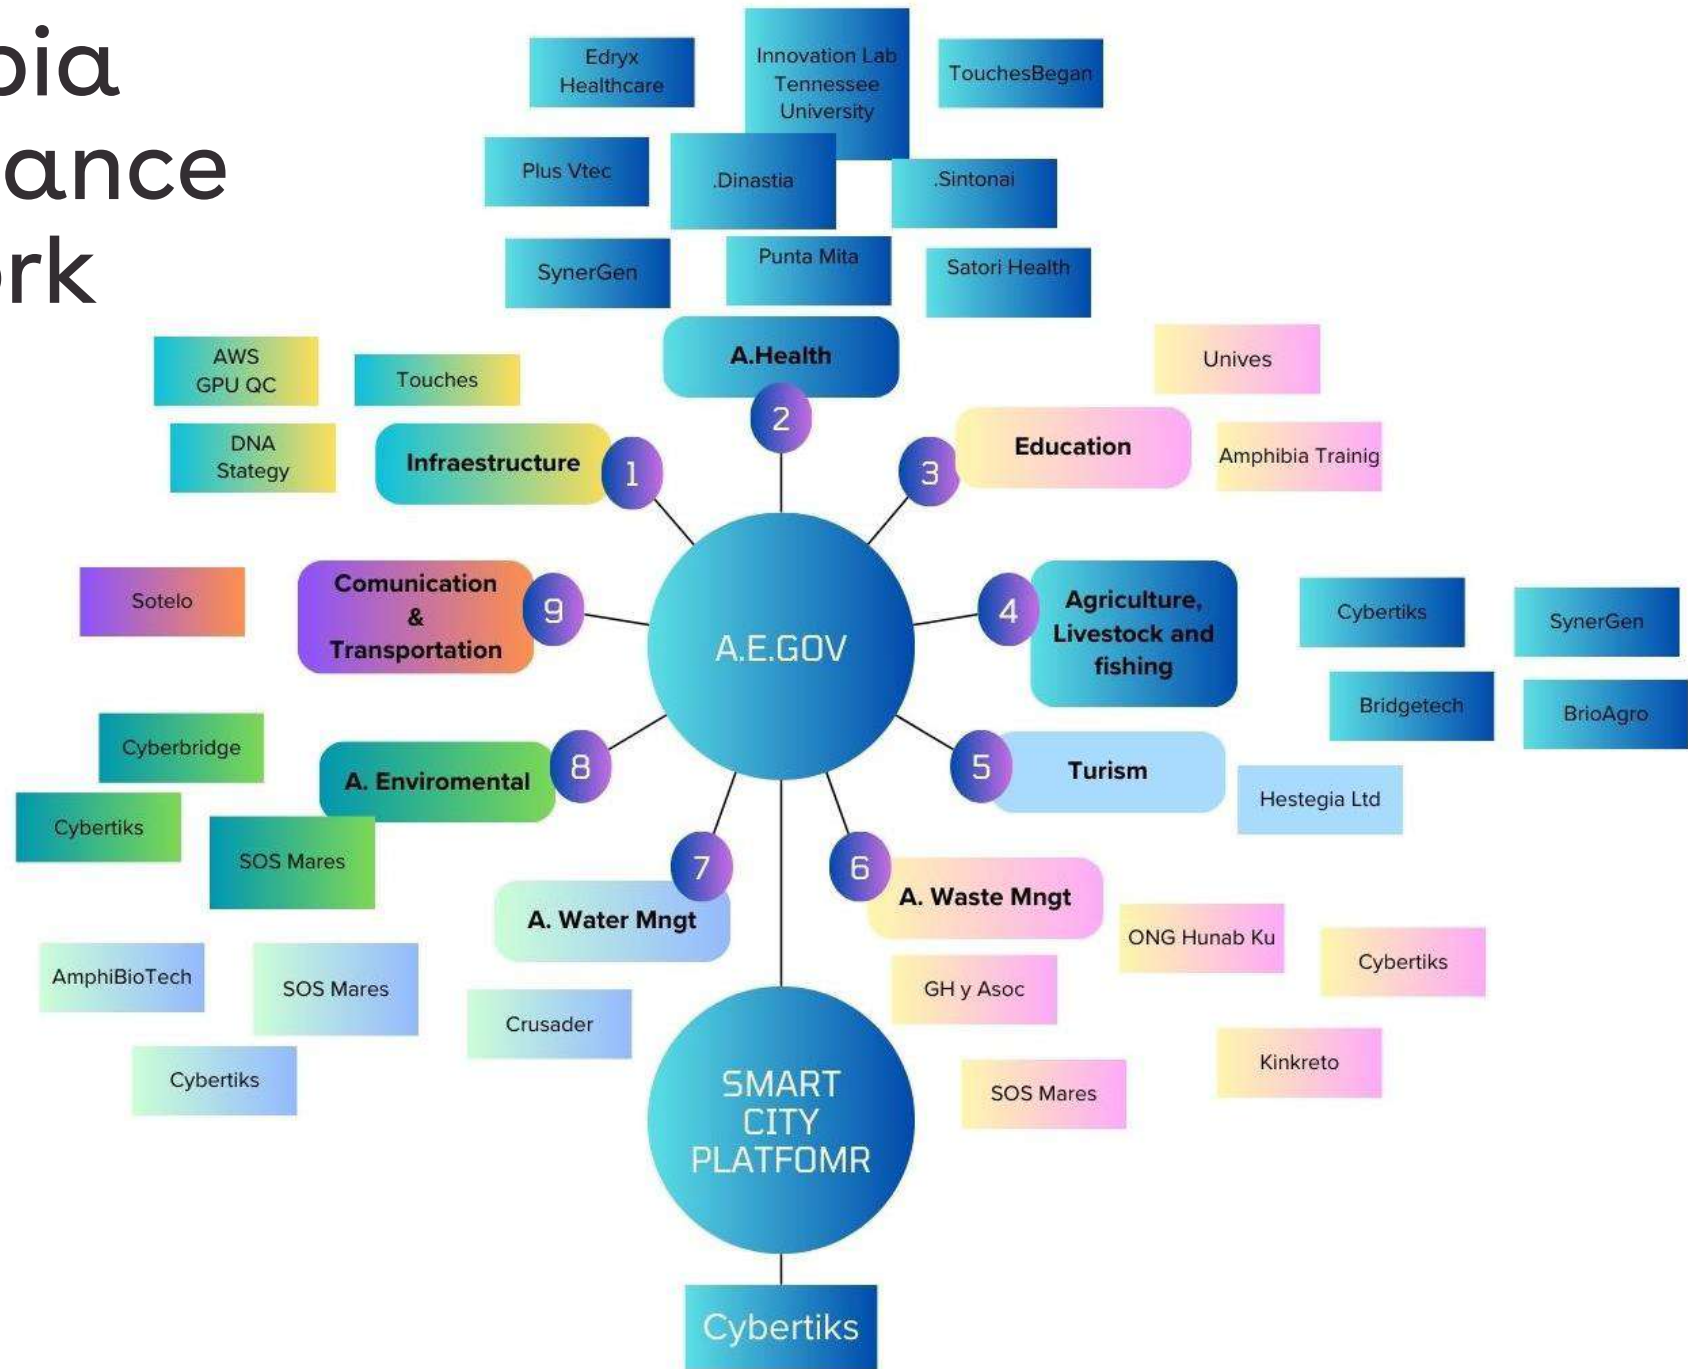 bia
ance
ork
Edryx
Healthcare
Innovation Lab
Tennessee
University
TouchesBegan
Plus Vtec
.Dinastia
.Sintonai
SynerGen
Punta Mita
Satori Health
A.Health
2
AWS
GPU QC
Touches
DNA
Stategy
Infraestructure
1
Unives
Education
3
Amphibia Trainig
Sotelo
Comunication
&
Transportation
9
A.E.GOV
4
Agriculture,
Livestock and
fishing
Cybertiks
SynerGen
Bridgetech
BrioAgro
Cyberbridge
A. Enviromental
8
Cybertiks
SOS Mares
5
Turism
Hestegia Ltd
7
A. Water Mngt
6
A. Waste Mngt
ONG Hunab Ku
Cybertiks
GH y Asoc
Kinkreto
SOS Mares
AmphiBioTech
SOS Mares
Crusader
Cybertiks
SMART
CITY
PLATFOMR
Cybertiks